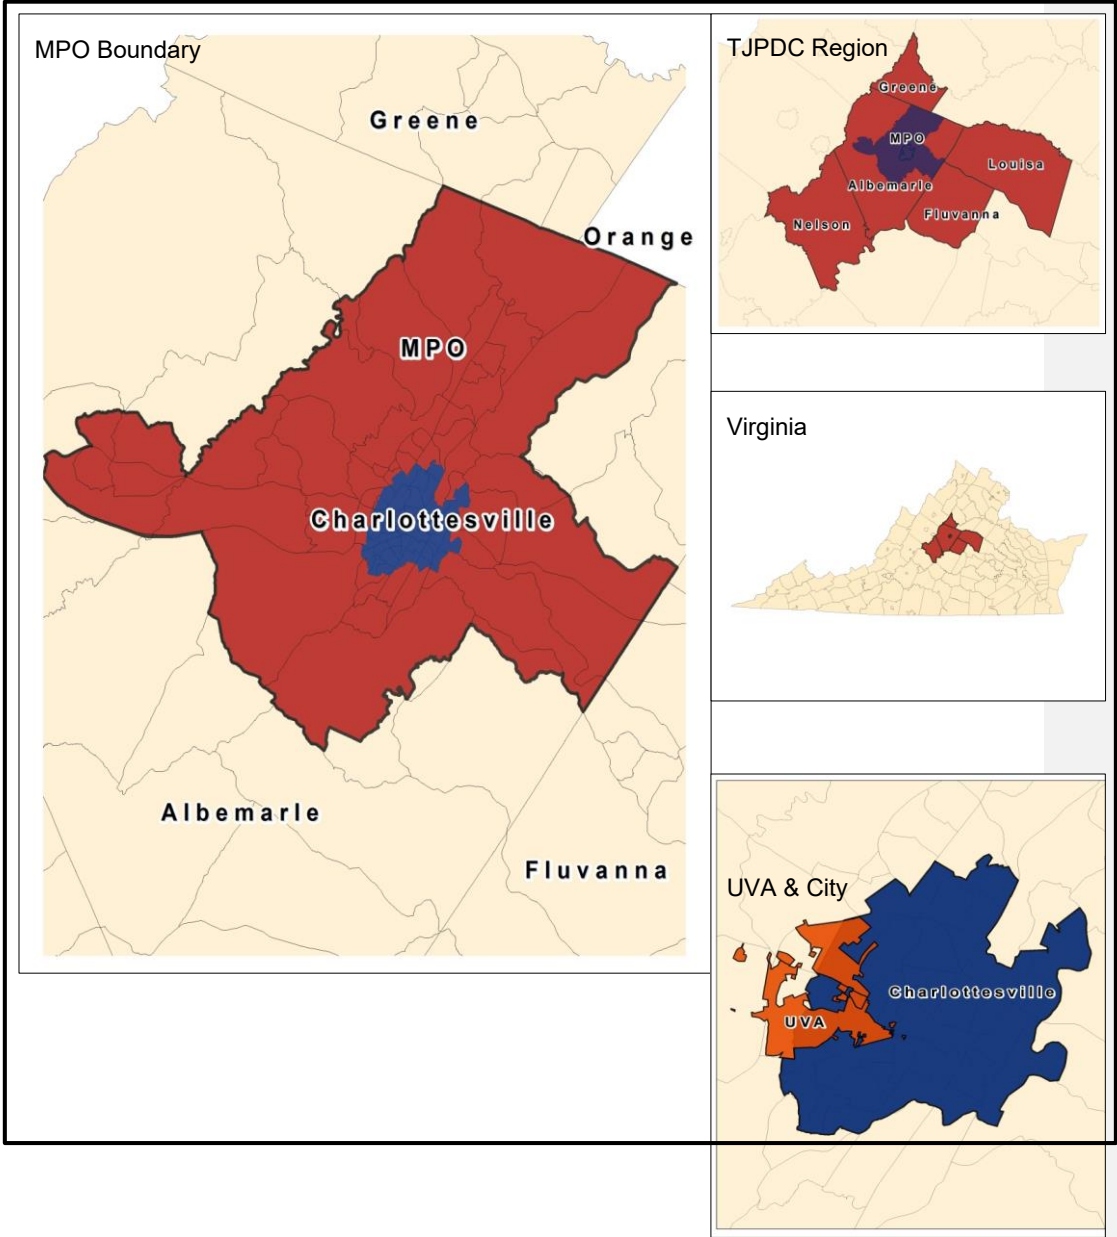 MPO Boundary
Greene
Orange
MPO
Charlottesville
Albemarle
Fluvanna
TJPDC Region
Greene
MPO
Louisa
Albemarle
Fluvanna
Nelson
Virginia
UVA & City
Charlottesville
UVA